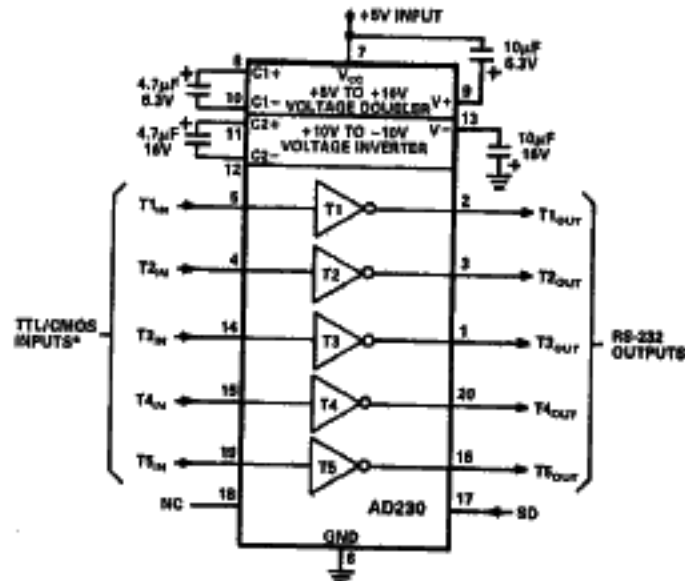 +5V INPUT
7
10µF
6.3V
8
C1+
VCC
4.7µF
6.3V
+5V TO +10V
VOLTAGE DOUBLER
V+
9
10
C1–
13
C2+
V–
11
4.7µF
16V
+10V TO –10V
VOLTAGE INVERTER
10µF
16V
C2–
12
T1IN
5
T1
2
T1OUT
T2IN
4
T2
3
T2OUT
TTL/CMOS
INPUTS*
T3IN
14
T3
1
T3OUT
RS-232
OUTPUTS
T4IN
15
T4
20
T4OUT
T5IN
19
T5
16
T5OUT
NC
18
AD230
17
SD
GND
6